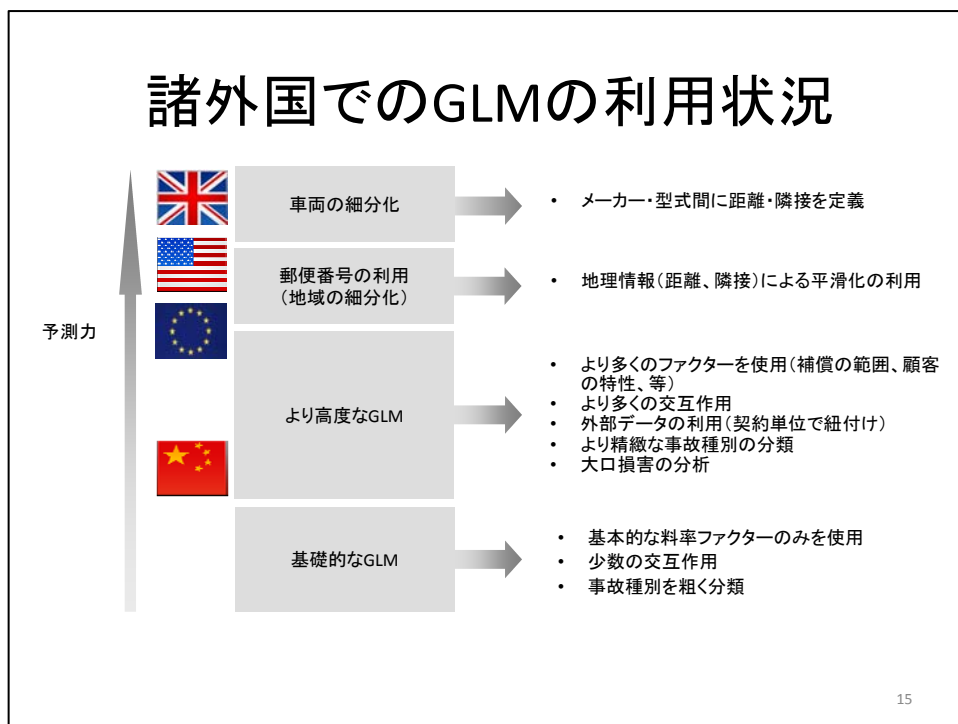 諸外国でのGLMの利用状況
予測力
車両の細分化
• メーカー・型式間に距離・隣接を定義
郵便番号の利用
（地域の細分化）
• 地理情報（距離、隣接）による平滑化の利用
より高度なGLM
• より多くのファクターを使用（補償の範囲、顧客
の特性、等）
• より多くの交互作用
• 外部データの利用（契約単位で紐付け）
• より精緻な事故種別の分類
• 大口損害の分析
基礎的なGLM
• 基本的な料率ファクターのみを使用
• 少数の交互作用
• 事故種別を粗く分類
15